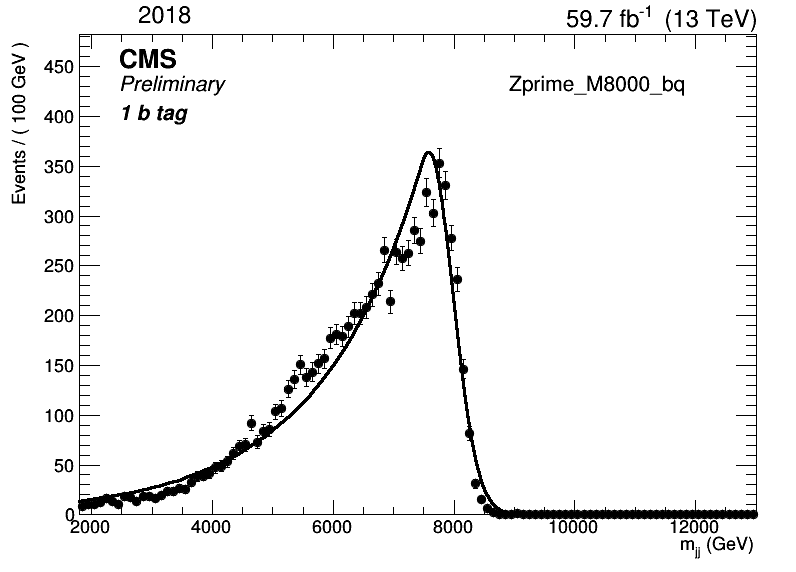 2018
59.7 fb-1 (13 TeV)
CMS
Preliminary
1 b tag
Zprime_M8000_bq
Events / ( 100 GeV )
450
400
350
300
250
200
150
100
50
0
2000 4000 6000 8000 10000 12000
mjj (GeV)